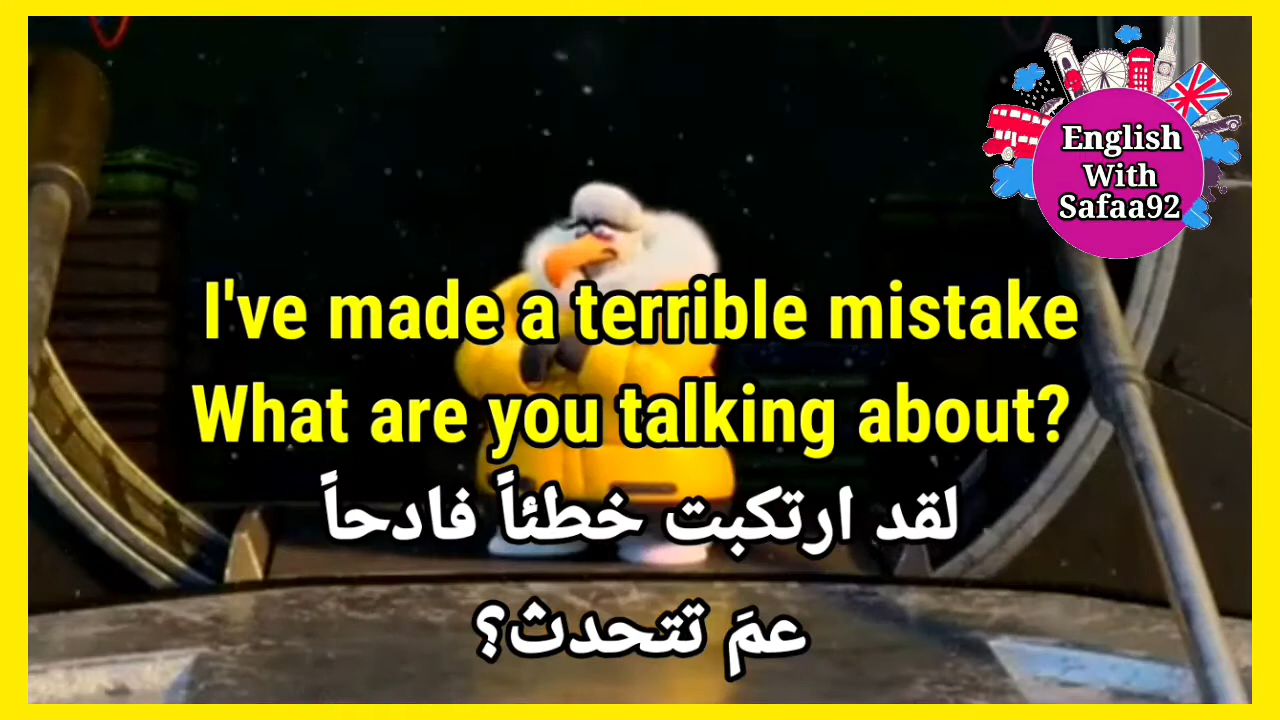 English
With
Safaa92
I've made a terrible mistake
What are you talking about?
لقد ارتكبت خطئاً فادحاً
عمَ تتحدث؟